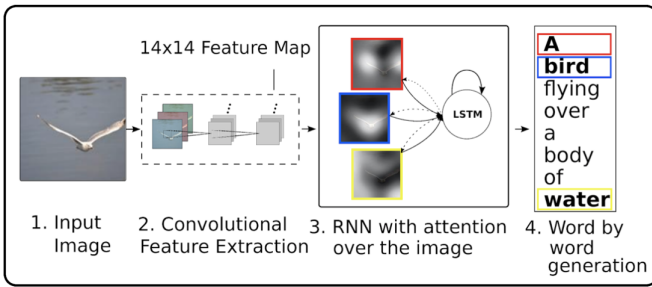 14x14 Feature Map
LSTM
A
bird
flying
over
a
body
of
water
1. Input
Image
2. Convolutional
Feature Extraction
3. RNN with attention
over the image
4. Word by
word
generation